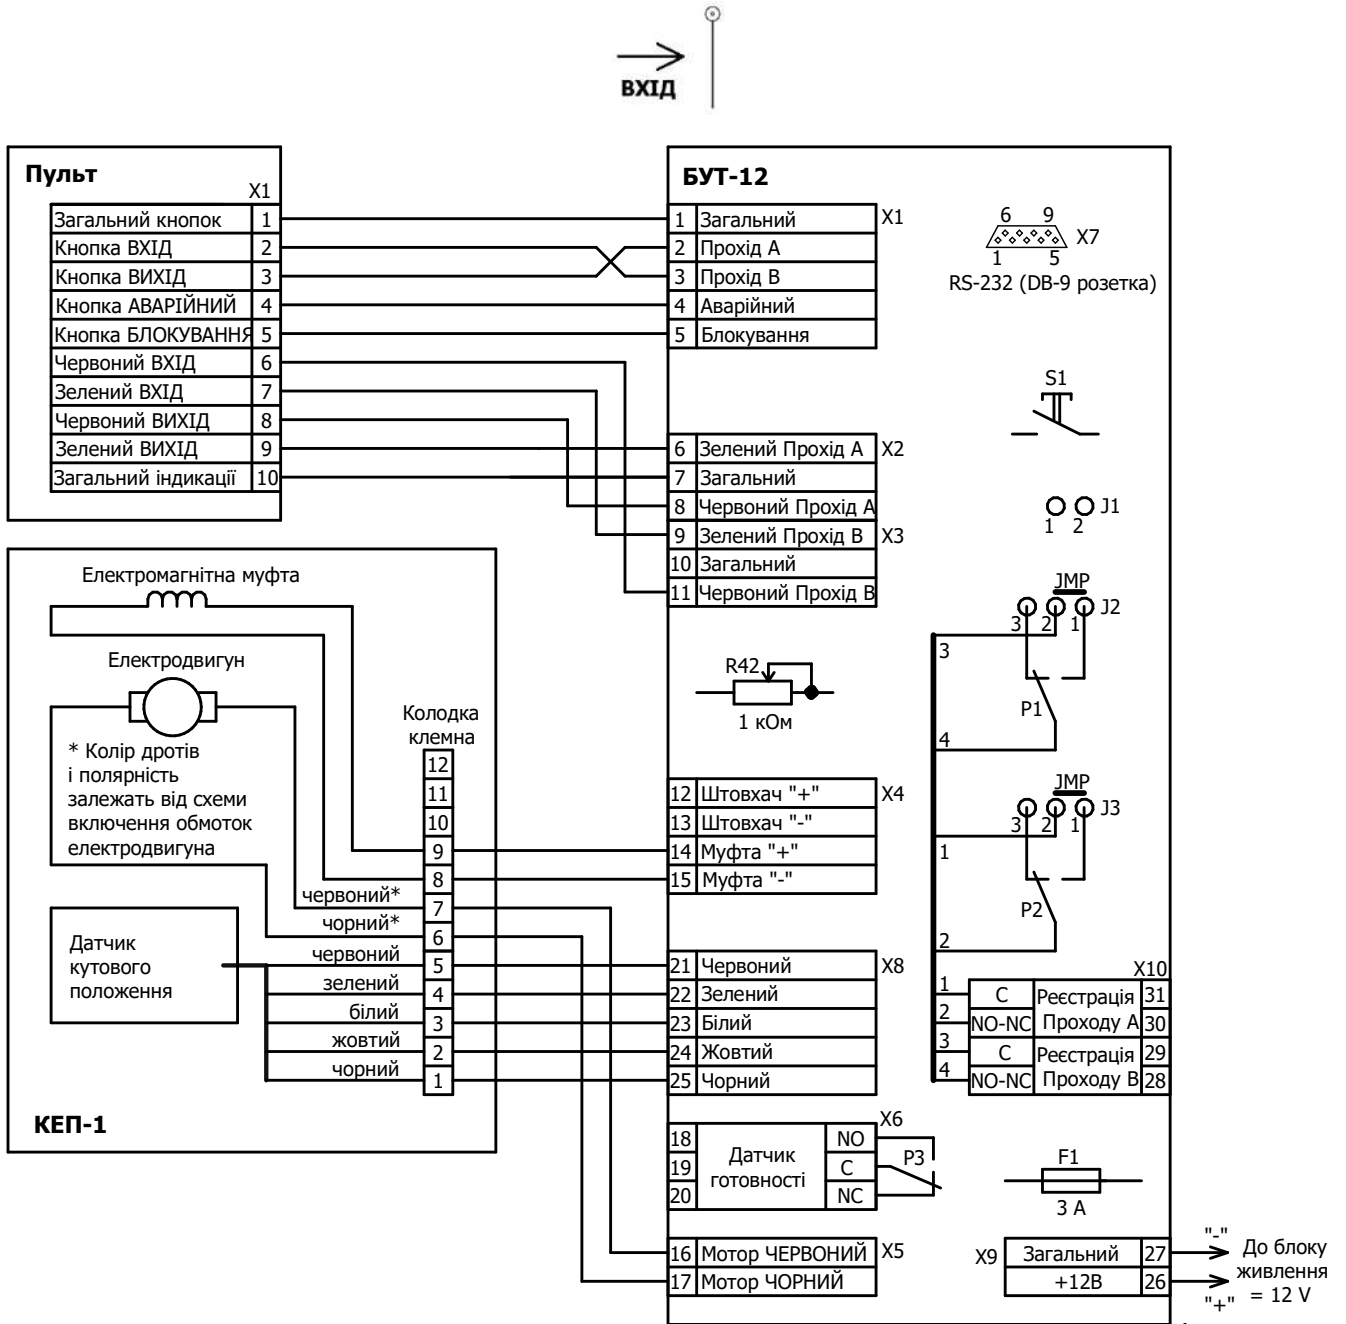 ВХІД
Пульт
X1
Загальний кнопок 1
Кнопка ВХІД 2
Кнопка ВИХІД 3
Кнопка АВАРІЙНИЙ 4
Кнопка БЛОКУВАННЯ 5
Червоний ВХІД 6
Зелений ВХІД 7
Червоний ВИХІД 8
Зелений ВИХІД 9
Загальний індикації 10
БУТ-12
1 Загальний X1
2 Прохід А
3 Прохід В
4 Аварійний
5 Блокування
6 Зелений Прохід А X2
7 Загальний
8 Червоний Прохід А
9 Зелений Прохід В X3
10 Загальний
11 Червоний Прохід В
6 9
X7
1 5
RS-232 (DB-9 розетка)
S1
J1
1 2
JMP
J2
3 2 1
3
P1
4
JMP
J3
3 2 1
1
P2
2
R42
1 кОм
Електромагнітна муфта
Електродвигун
* Колір дротів
і полярність
залежать від схеми
включення обмоток
електродвигуна
Колодка
клемна
12
11
10
9
8
червоний* 7
чорний* 6
червоний 5
зелений 4
білий 3
жовтий 2
чорний 1
Датчик
кутового
положення
КЕП-1
12 Штовхач "+" X4
13 Штовхач "-"
14 Муфта "+"
15 Муфта "-"
21 Червоний X8
22 Зелений
23 Білий
24 Жовтий
25 Чорний
X10
1 C Реєстрація 31
2 NO-NC Проходу А 30
3 C Реєстрація 29
4 NO-NC Проходу В 28
X6
18 NO
19 Датчик готовності C P3
20 NC
F1
3 А
16 Мотор ЧЕРВОНИЙ X5
17 Мотор ЧОРНИЙ
X9 Загальний 27
+12В 26
"-"
До блоку
живлення
= 12 V
"+"